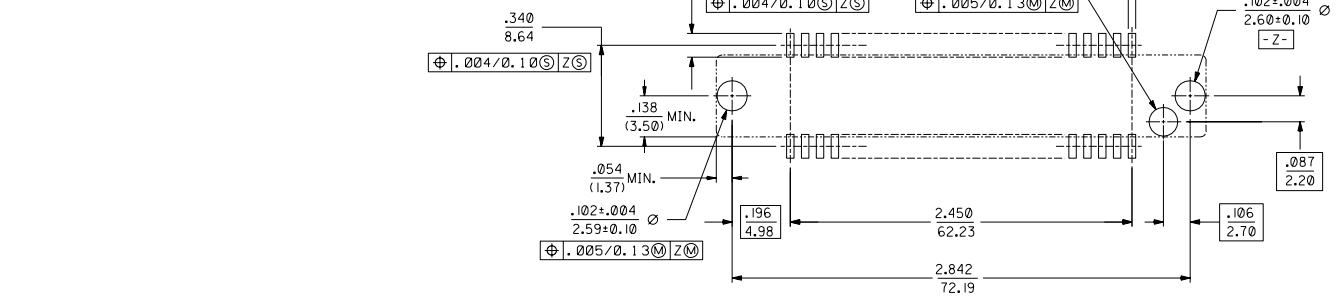 ⌖ .004/0.10Ⓢ ZⓈ
⌖ .005/0.13Ⓜ ZⓂ
.102±.004
2.60±0.10 ⌀
-Z-
.340
8.64
⌖ .004/0.10Ⓢ ZⓈ
.138
(3.50) MIN.
.054
(1.37) MIN.
.087
2.20
.102±.004
2.59±0.10 ⌀
.196
4.98
2.450
62.23
.106
2.70
⌖ .005/0.13Ⓜ ZⓂ
2.842
72.19